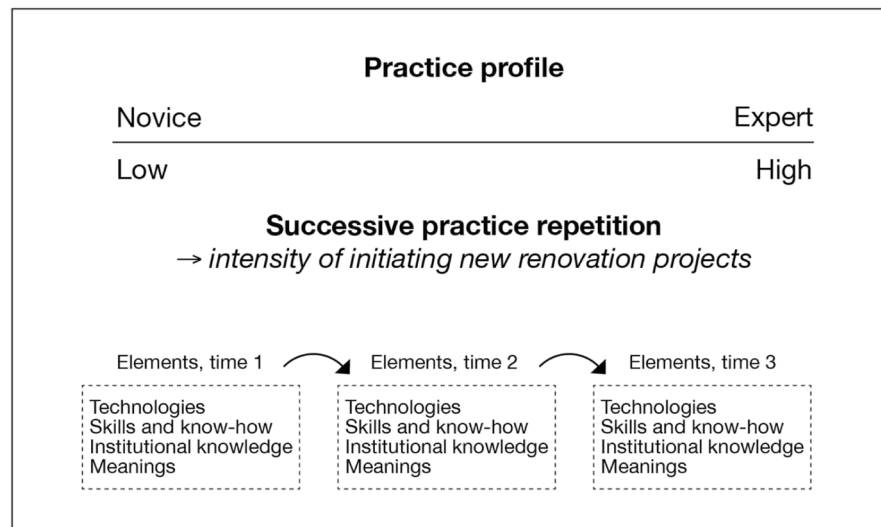 Practice profile
Novice Expert
Low High
Successive practice repetition
→ intensity of initiating new renovation projects
Elements, time 1 Elements, time 2 Elements, time 3
Technologies
Skills and know-how
Institutional knowledge
Meanings
Technologies
Skills and know-how
Institutional knowledge
Meanings
Technologies
Skills and know-how
Institutional knowledge
Meanings